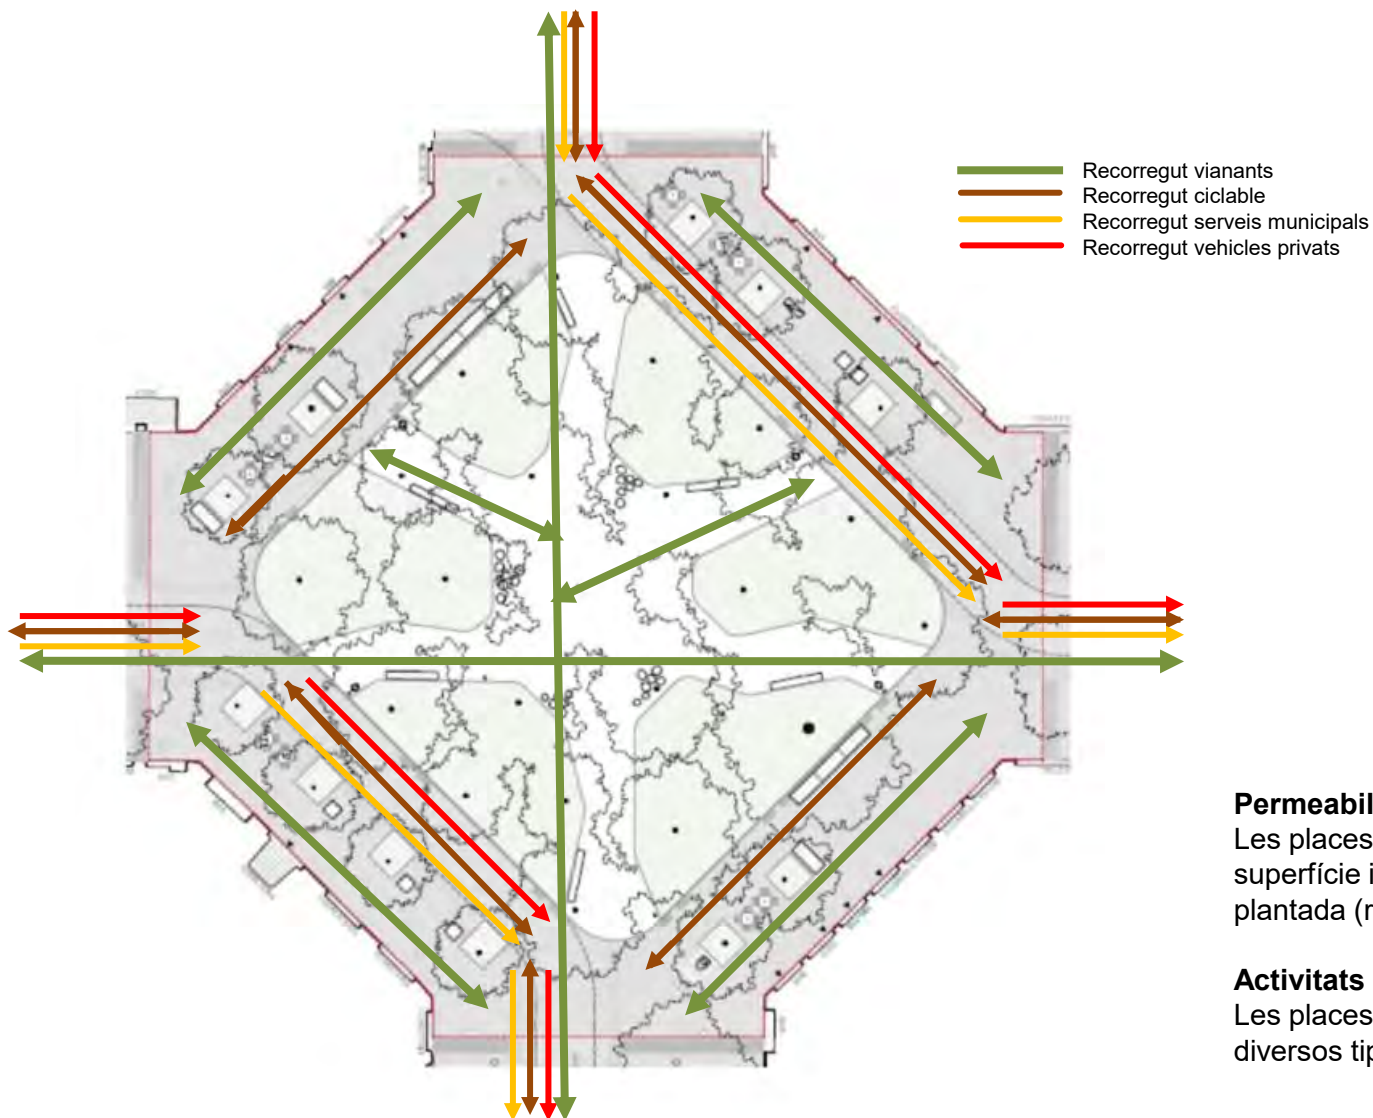 Recorregut vianants
Recorregut ciclable
Recorregut serveis municipals
Recorregut vehicles privats
Permeabil
Les places
superfície i
plantada (r
Activitats
Les places
diversos tip